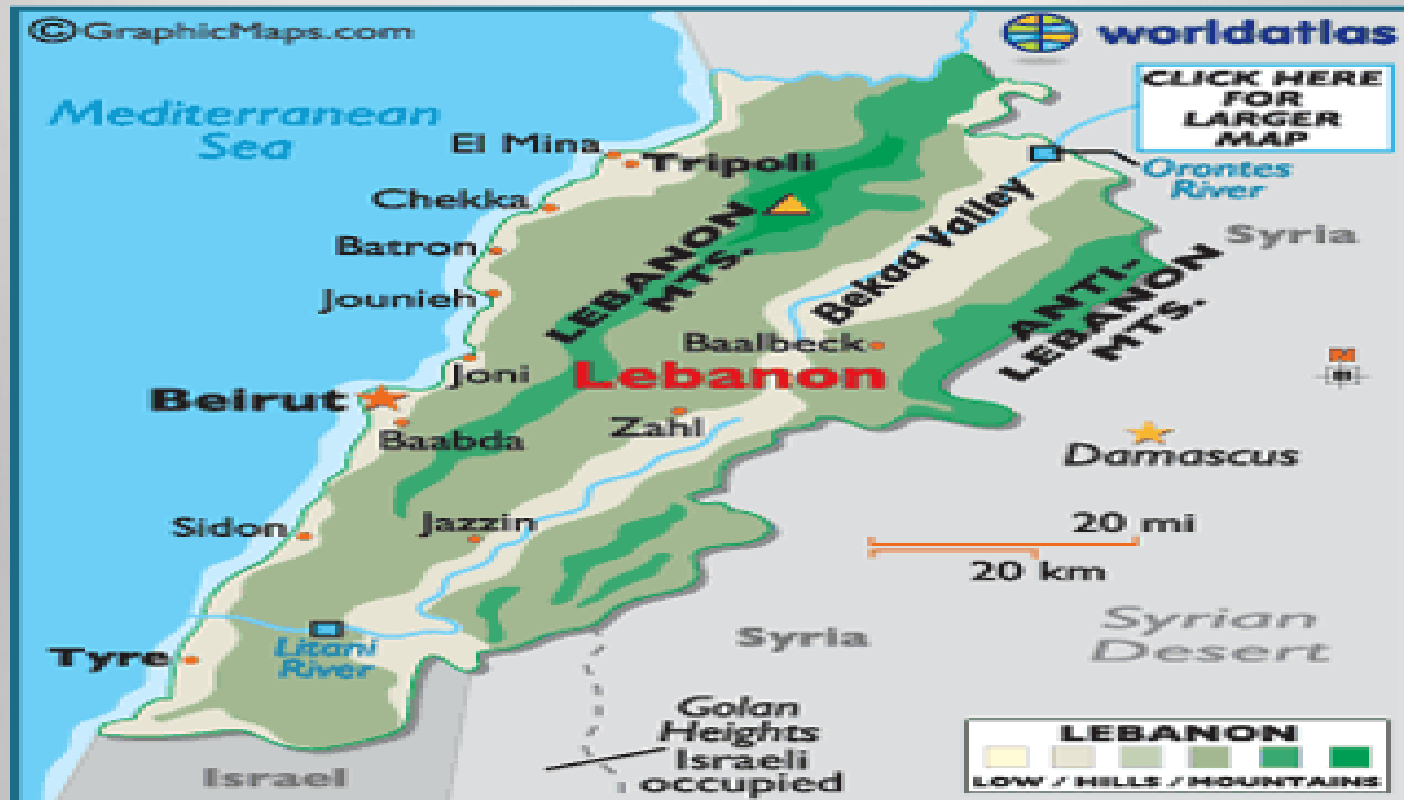 ©GraphicMaps.com
worldatlas
CLICK HERE
FOR
LARGER
MAP
Mediterranean
Sea
El Mina
Tripoli
Orontes
River
Chekka
Syria
Batron
LEBANON
MTS.
Bekaa Valley
Jounieh
ANTI-
LEBANON
MTS.
Baalbeck
N
Joni
Lebanon
Beirut
Zahl
Baabda
Damascus
Sidon
Jazzin
20 mi
20 km
Litani
River
Syria
Syrian
Desert
Tyre
Golan
Heights
Israeli
occupied
Israel
LEBANON
LOW / HILLS / MOUNTAINS